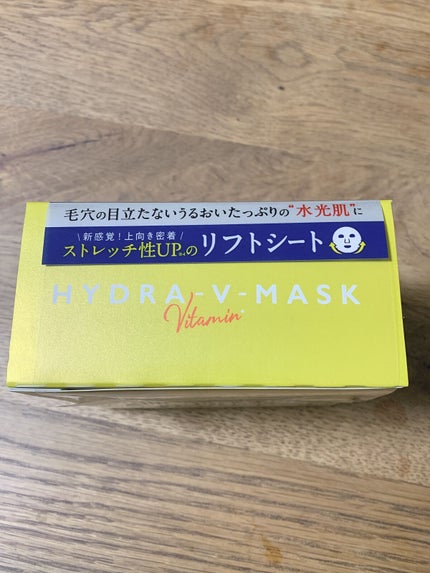 毛穴の目立たないうるおいたっぷりの"水光肌"に
\新感覚!上向き密着/
ストレッチ性UP※1のリフトシート
HYDRA-V-MASK
Vitamin*